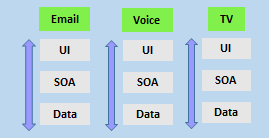 Email Voice TV
UI UI UI
SOA SOA SOA
Data Data Data